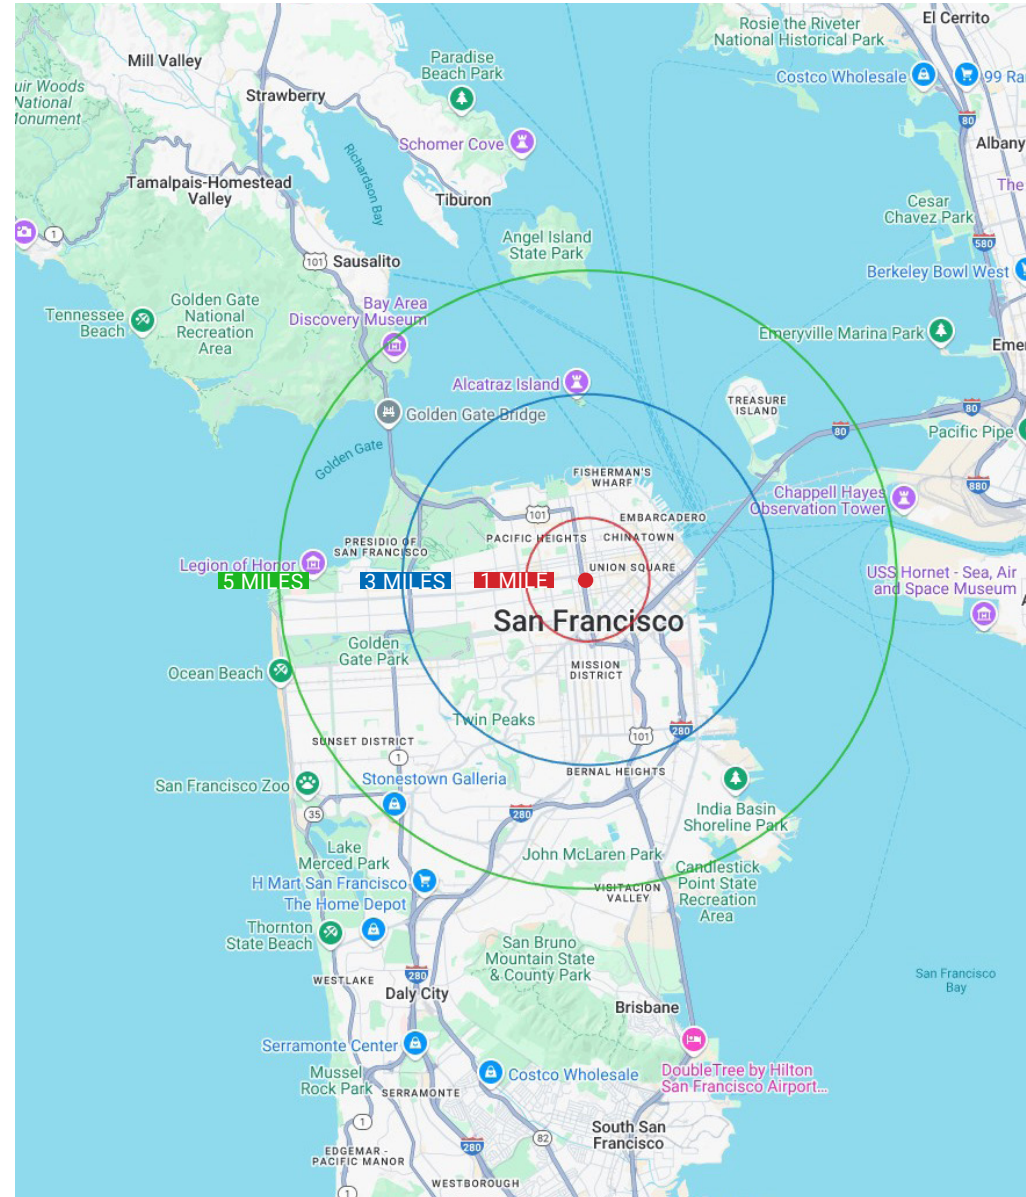 Rosie the Riveter
National Historical Park
El Cerrito
Mill Valley
Paradise
Beach Park
Costco Wholesale
99 Ra
uir Woods
National
Monument
Strawberry
80
Schomer Cove
Albany
Richardson Bay
Tamalpais-Homestead
Valley
The
Tiburon
Cesar
Chavez Park
1
Angel Island
State Park
580
101
Sausalito
Berkeley Bowl West
Tennessee
Beach
Golden Gate
National
Recreation
Area
Bay Area
Discovery Museum
Emeryville Marina Park
Emer
Alcatraz Island
TREASURE
ISLAND
Golden Gate Bridge
80
80
Pacific Pipe
Golden Gate
FISHERMAN'S
WHARF
880
Chappell Hayes
Observation Tower
101
EMBARCADERO
PRESIDIO OF
SAN FRANCISCO
PACIFIC HEIGHTS
CHINATOWN
Legion of Honor
UNION SQUARE
5 MILES
3 MILES
1 MILE
USS Hornet - Sea, Air
and Space Museum
A
San Francisco
Golden
Gate Park
Ocean Beach
MISSION
DISTRICT
Twin Peaks
SUNSET DISTRICT
101
280
1
BERNAL HEIGHTS
San Francisco Zoo
Stonestown Galleria
35
280
India Basin
Shoreline Park
Lake
Merced Park
John McLaren Park
H Mart San Francisco
The Home Depot
VISITACION
VALLEY
Candlestick
Point State
Recreation
Area
Thornton
State Beach
San Bruno
Mountain State
& County Park
WESTLAKE
280
Daly City
San Francisco
Bay
Brisbane
Serramonte Center
Mussel
Rock Park
SERRAMONTE
Costco Wholesale
DoubleTree by Hilton
San Francisco Airport...
1
82
South San
Francisco
EDGEMAR -
PACIFIC MANOR
280
WESTBOROUGH
1